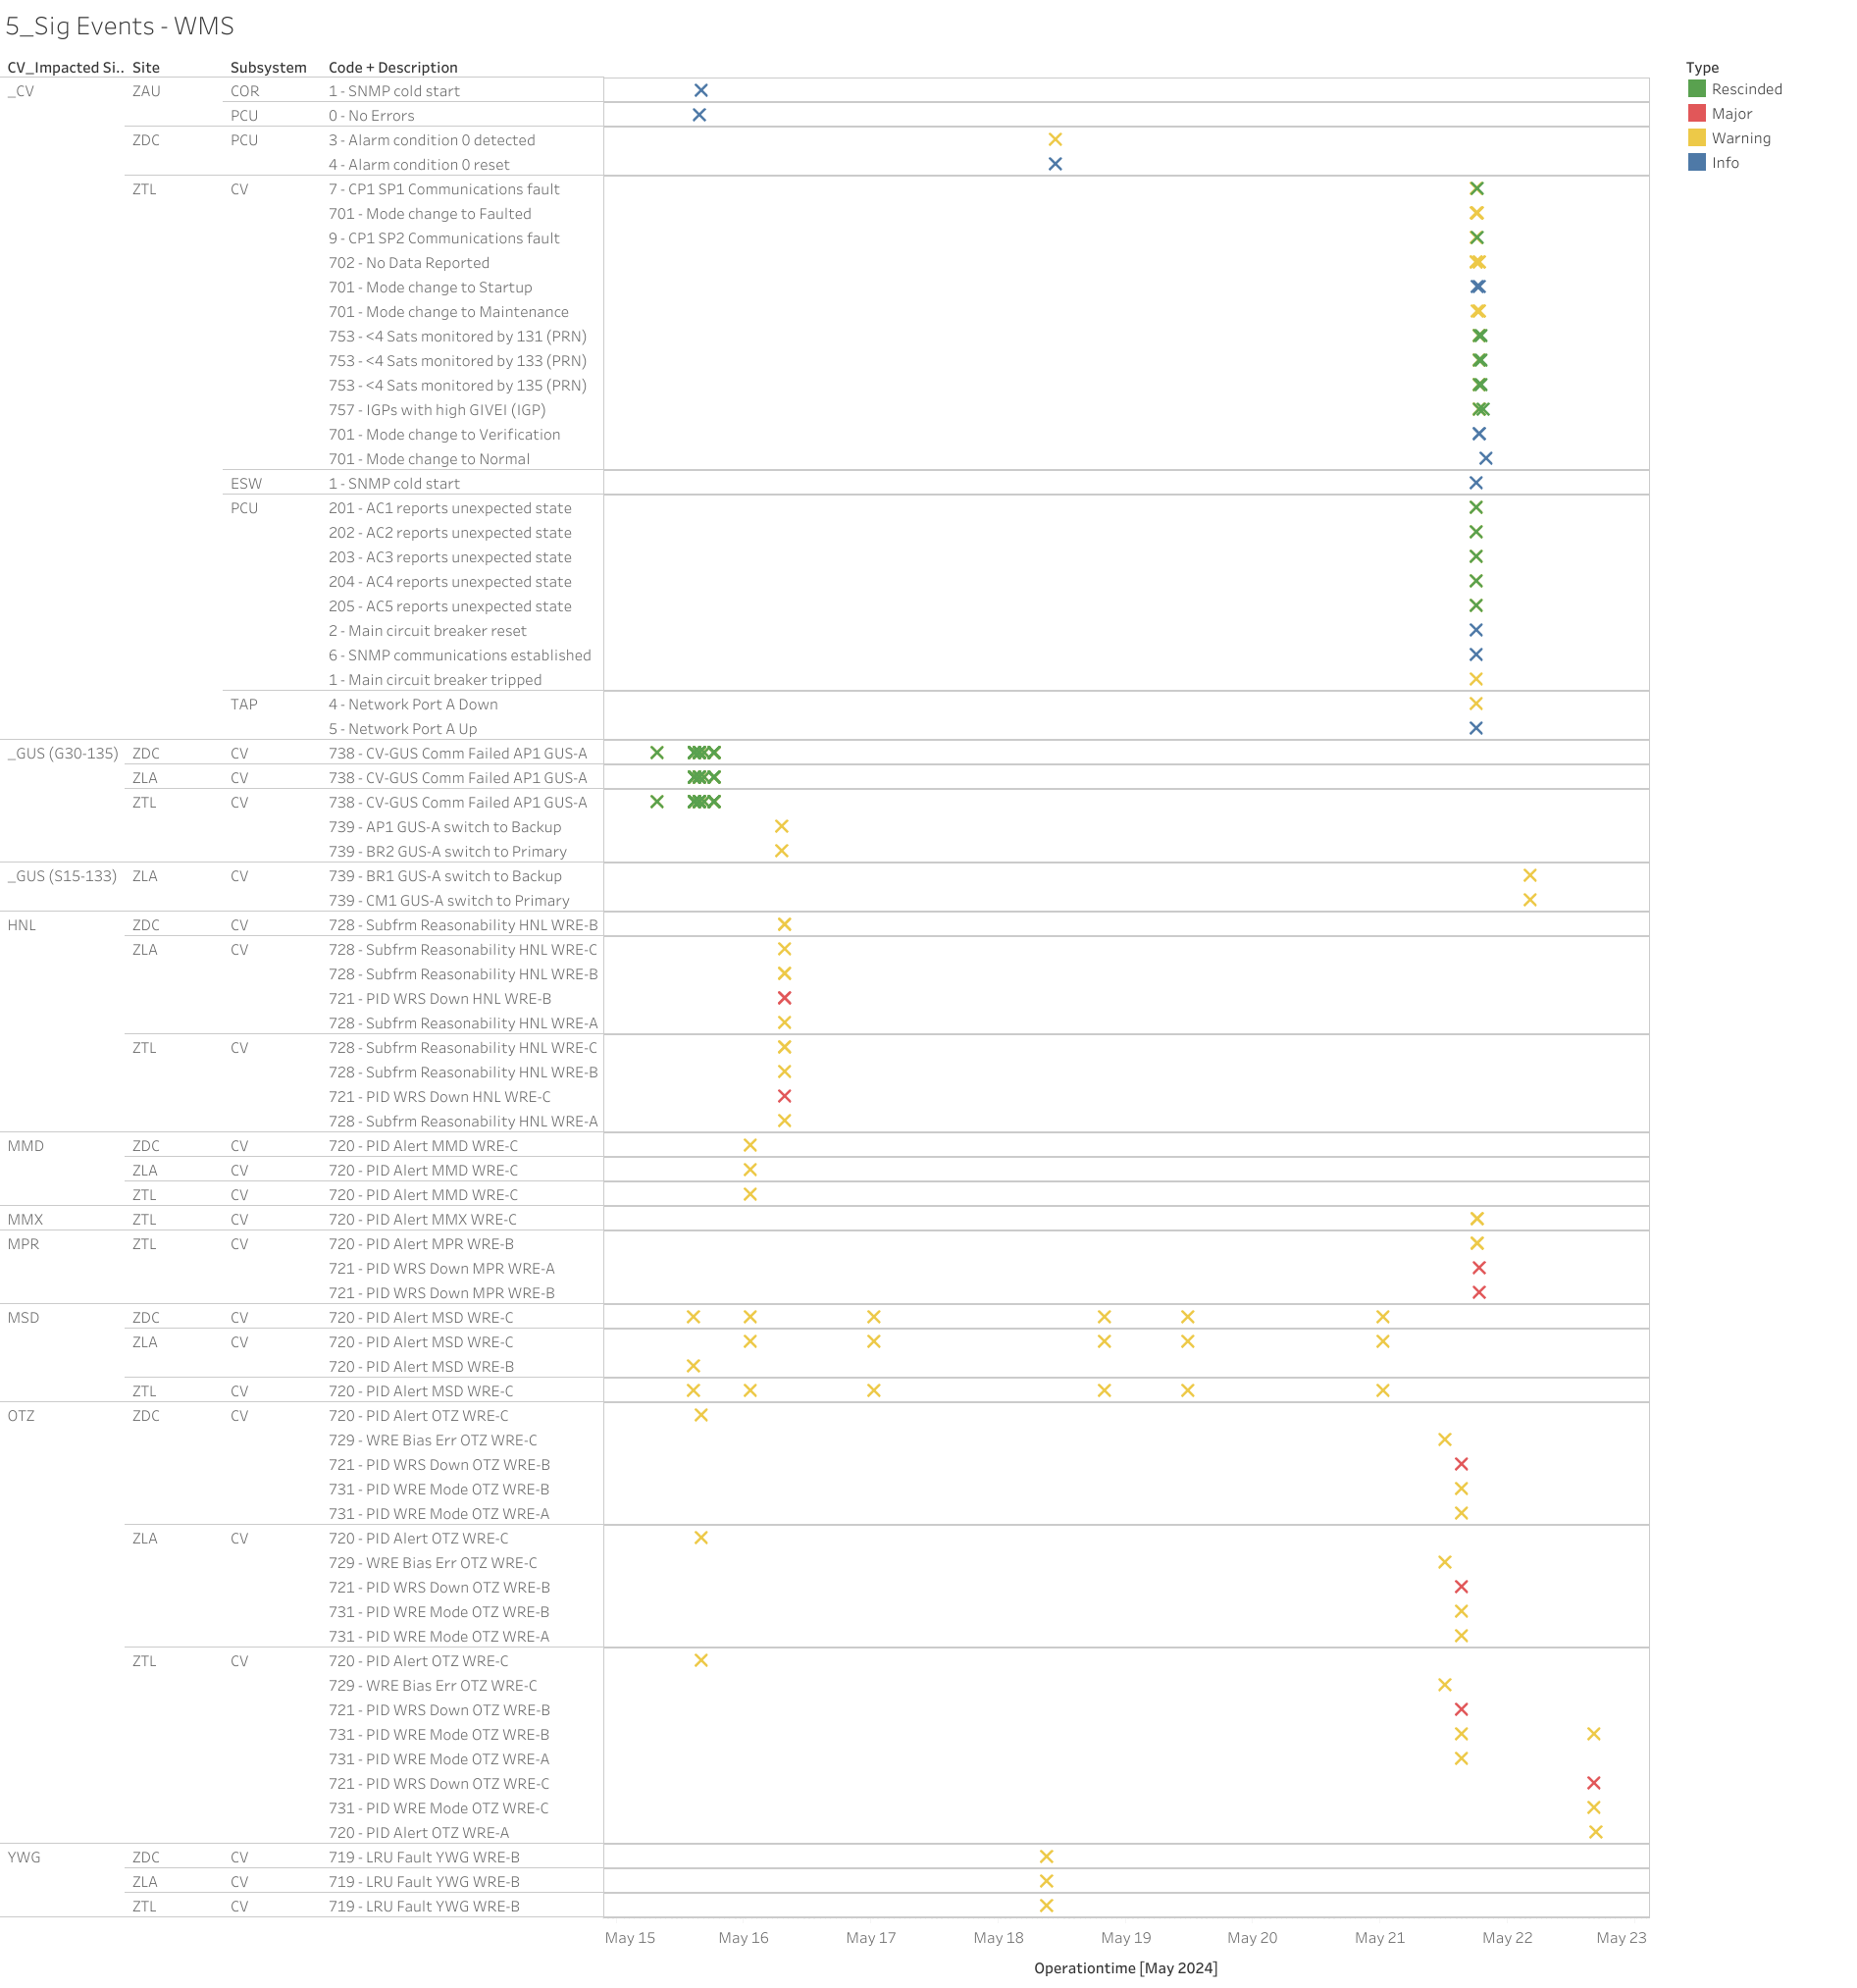 5_Sig Events - WMS
CV_Impacted Si.. Site Subsystem Code + Description
Type
Rescinded
Major
Warning
Info
_CV ZAU COR 1 - SNMP cold start
PCU 0 - No Errors
ZDC PCU 3 - Alarm condition 0 detected
4 - Alarm condition 0 reset
ZTL CV 7 - CP1 SP1 Communications fault
701 - Mode change to Faulted
9 - CP1 SP2 Communications fault
702 - No Data Reported
701 - Mode change to Startup
701 - Mode change to Maintenance
753 - <4 Sats monitored by 131 (PRN)
753 - <4 Sats monitored by 133 (PRN)
753 - <4 Sats monitored by 135 (PRN)
757 - IGPs with high GIVEI (IGP)
701 - Mode change to Verification
701 - Mode change to Normal
ESW 1 - SNMP cold start
PCU 201 - AC1 reports unexpected state
202 - AC2 reports unexpected state
203 - AC3 reports unexpected state
204 - AC4 reports unexpected state
205 - AC5 reports unexpected state
2 - Main circuit breaker reset
6 - SNMP communications established
1 - Main circuit breaker tripped
TAP 4 - Network Port A Down
5 - Network Port A Up
_GUS (G30-135) ZDC CV 738 - CV-GUS Comm Failed AP1 GUS-A
ZLA CV 738 - CV-GUS Comm Failed AP1 GUS-A
ZTL CV 738 - CV-GUS Comm Failed AP1 GUS-A
739 - AP1 GUS-A switch to Backup
739 - BR2 GUS-A switch to Primary
_GUS (S15-133) ZLA CV 739 - BR1 GUS-A switch to Backup
739 - CM1 GUS-A switch to Primary
HNL ZDC CV 728 - Subfrm Reasonability HNL WRE-B
ZLA CV 728 - Subfrm Reasonability HNL WRE-C
728 - Subfrm Reasonability HNL WRE-B
721 - PID WRS Down HNL WRE-B
728 - Subfrm Reasonability HNL WRE-A
ZTL CV 728 - Subfrm Reasonability HNL WRE-C
728 - Subfrm Reasonability HNL WRE-B
721 - PID WRS Down HNL WRE-C
728 - Subfrm Reasonability HNL WRE-A
MMD ZDC CV 720 - PID Alert MMD WRE-C
ZLA CV 720 - PID Alert MMD WRE-C
ZTL CV 720 - PID Alert MMD WRE-C
MMX ZTL CV 720 - PID Alert MMX WRE-C
MPR ZTL CV 720 - PID Alert MPR WRE-B
721 - PID WRS Down MPR WRE-A
721 - PID WRS Down MPR WRE-B
MSD ZDC CV 720 - PID Alert MSD WRE-C
ZLA CV 720 - PID Alert MSD WRE-C
720 - PID Alert MSD WRE-B
ZTL CV 720 - PID Alert MSD WRE-C
OTZ ZDC CV 720 - PID Alert OTZ WRE-C
729 - WRE Bias Err OTZ WRE-C
721 - PID WRS Down OTZ WRE-B
731 - PID WRE Mode OTZ WRE-B
731 - PID WRE Mode OTZ WRE-A
ZLA CV 720 - PID Alert OTZ WRE-C
729 - WRE Bias Err OTZ WRE-C
721 - PID WRS Down OTZ WRE-B
731 - PID WRE Mode OTZ WRE-B
731 - PID WRE Mode OTZ WRE-A
ZTL CV 720 - PID Alert OTZ WRE-C
729 - WRE Bias Err OTZ WRE-C
721 - PID WRS Down OTZ WRE-B
731 - PID WRE Mode OTZ WRE-B
731 - PID WRE Mode OTZ WRE-A
721 - PID WRS Down OTZ WRE-C
731 - PID WRE Mode OTZ WRE-C
720 - PID Alert OTZ WRE-A
YWG ZDC CV 719 - LRU Fault YWG WRE-B
ZLA CV 719 - LRU Fault YWG WRE-B
ZTL CV 719 - LRU Fault YWG WRE-B
May 15 May 16 May 17 May 18 May 19 May 20 May 21 May 22 May 23
Operationtime [May 2024]